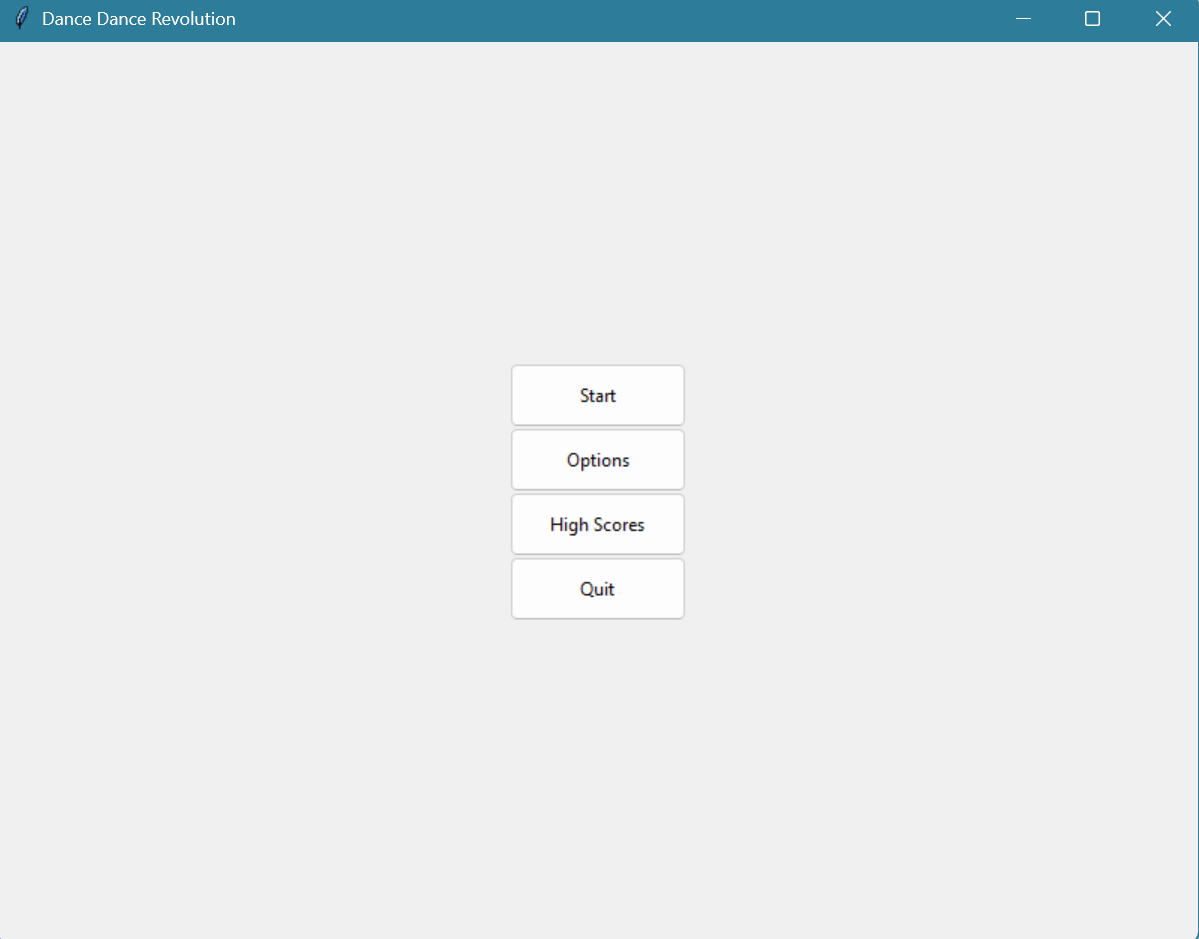 Dance Dance Revolution
Start
Options
High Scores
Quit